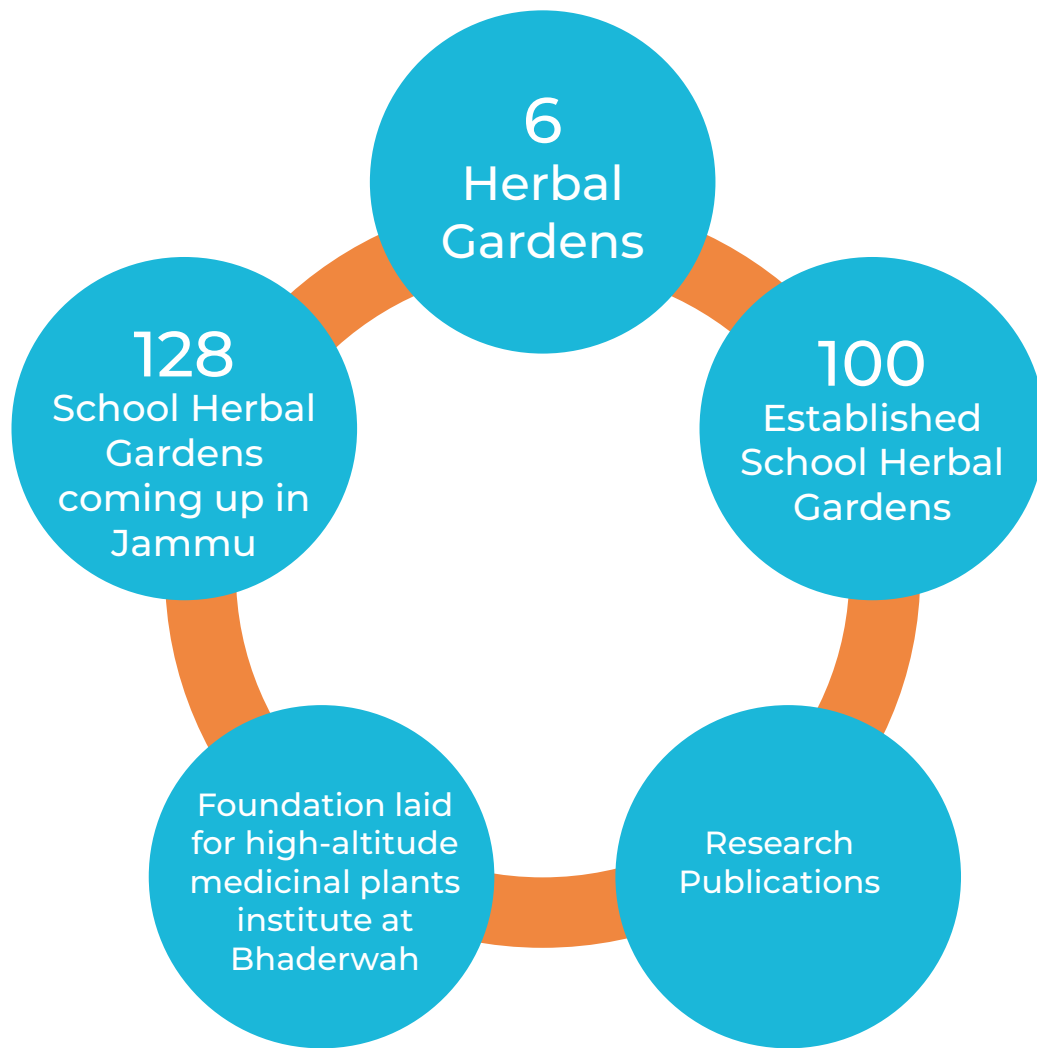 6
Herbal
Gardens
128
School Herbal
Gardens
coming up in
Jammu
100
Established
School Herbal
Gardens
Foundation laid
for high-altitude
medicinal plants
institute at
Bhaderwah
Research
Publications